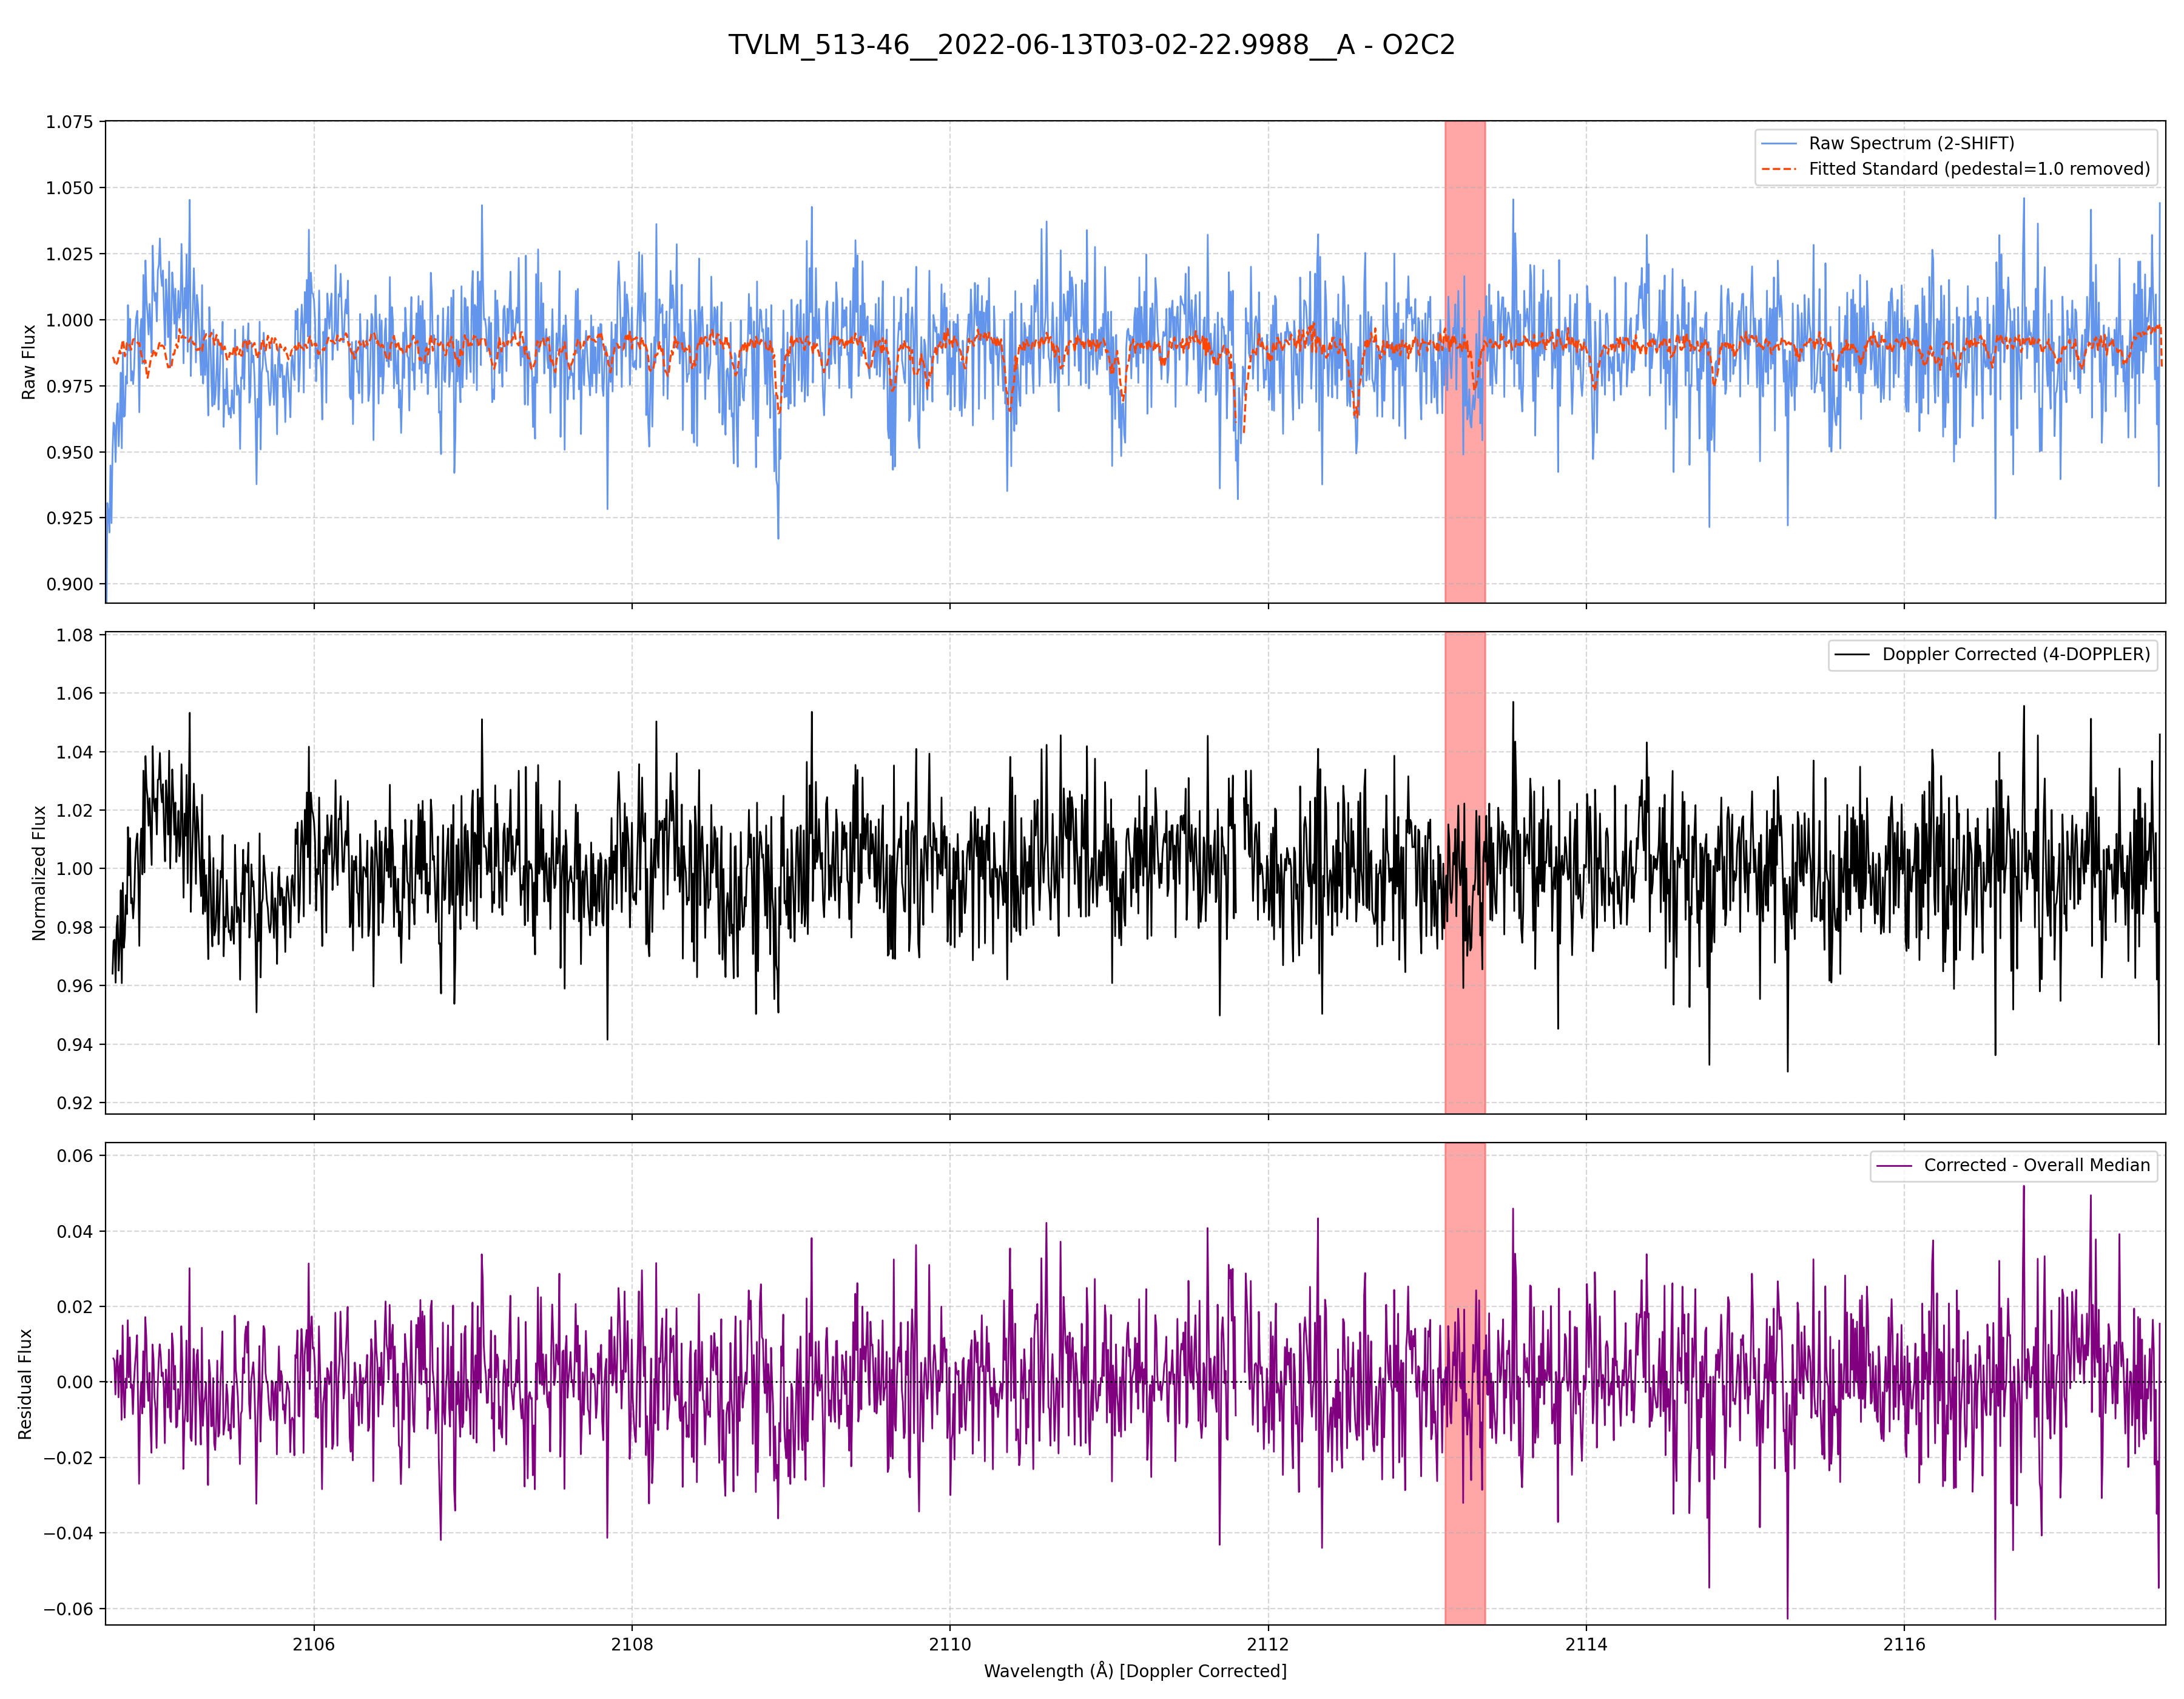 TVLM_513-46__2022-06-13T03-02-22.9988__A - O2C2
1.075
1.050
1.025
1.000
0.975
0.950
0.925
0.900
Raw Flux
Raw Spectrum (2-SHIFT)
Fitted Standard (pedestal=1.0 removed)
1.08
1.06
1.04
1.02
1.00
0.98
0.96
0.94
0.92
Normalized Flux
Doppler Corrected (4-DOPPLER)
0.06
0.04
0.02
0.00
−0.02
−0.04
−0.06
Residual Flux
Corrected - Overall Median
2106 2108 2110 2112 2114 2116
Wavelength (Å) [Doppler Corrected]